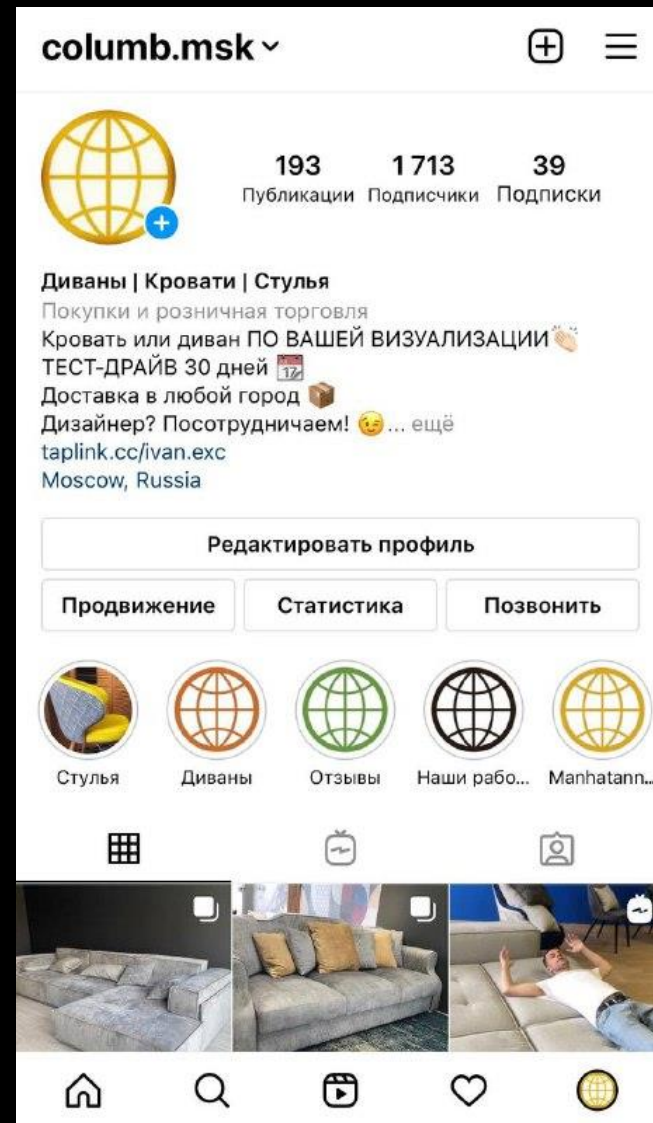 columb.msk
193 1 713 39
Публикации Подписчики Подписки
Диваны | Кровати | Стулья
Покупки и розничная торговля
Кровать или диван ПО ВАШЕЙ ВИЗУАЛИЗАЦИИ👏🏻
ТЕСТ-ДРАЙВ 30 дней 📆
Доставка в любой город 📦
Дизайнер? Посотрудничаем! 😉... ещё
taplink.cc/ivan.exc
Moscow, Russia
Редактировать профиль
Продвижение Статистика Позвонить
Стулья Диваны Отзывы Наши рабо... Manhatann...